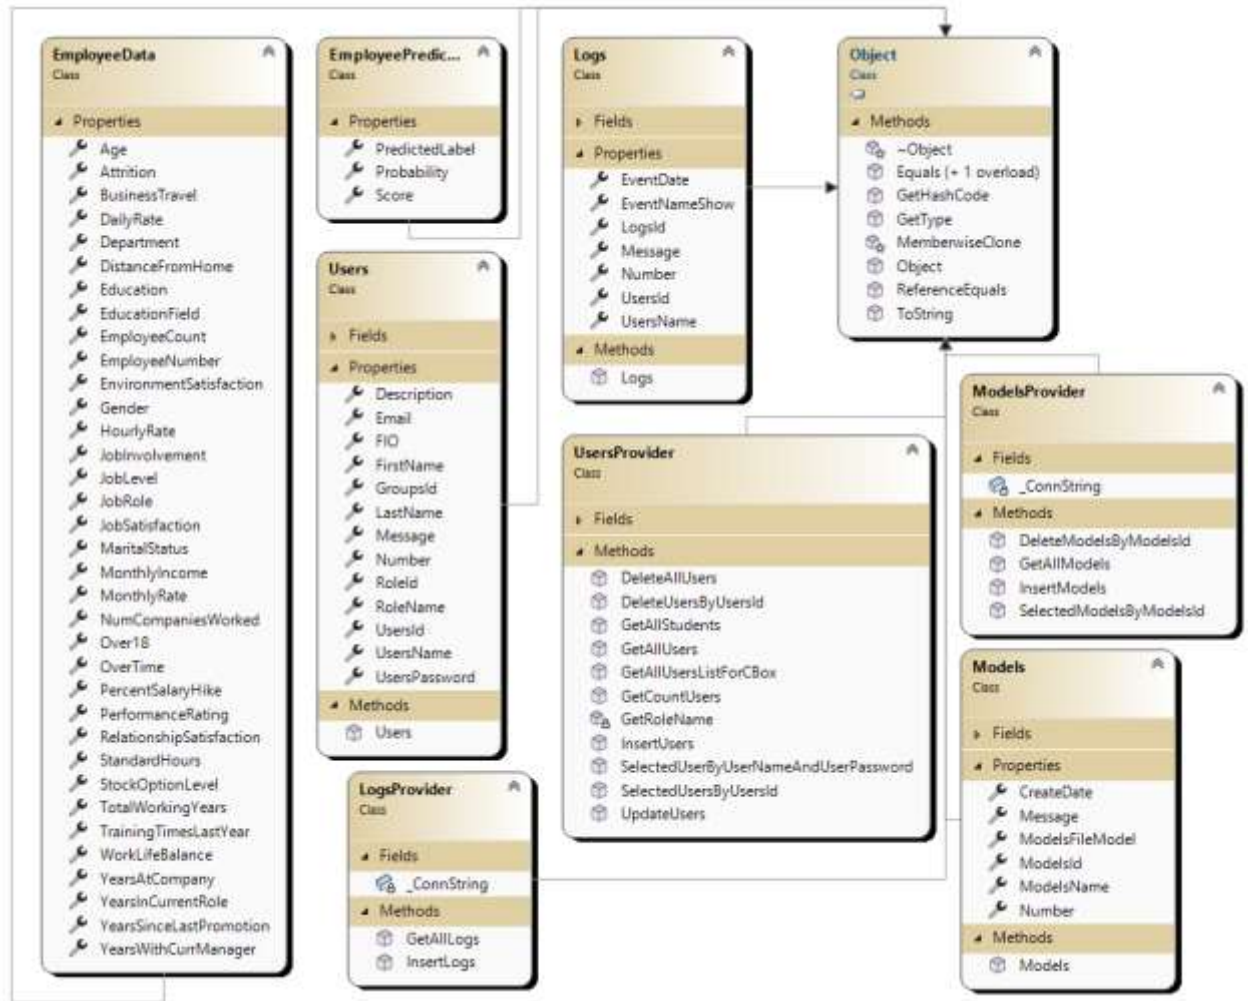 EmployeeData
Class
Properties
Age
Attrition
BusinessTravel
DailyRate
Department
DistanceFromHome
Education
EducationField
EmployeeCount
EmployeeNumber
EnvironmentSatisfaction
Gender
HourlyRate
JobInvolvement
JobLevel
JobRole
JobSatisfaction
MaritalStatus
MonthlyIncome
MonthlyRate
NumCompaniesWorked
Over18
OverTime
PercentSalaryHike
PerformanceRating
RelationshipSatisfaction
StandardHours
StockOptionLevel
TotalWorkingYears
TrainingTimesLastYear
WorkLifeBalance
YearsAtCompany
YearsInCurrentRole
YearsSinceLastPromotion
YearsWithCurrManager
EmployeePredic...
Class
Properties
PredictedLabel
Probability
Score
Users
Class
Fields
Properties
Description
Email
FIO
FirstName
GroupsId
LastName
Message
Number
RoleId
RoleName
UsersId
UsersName
UsersPassword
Methods
Users
LogsProvider
Class
Fields
_ConnString
Methods
GetAllLogs
InsertLogs
Logs
Class
Fields
Properties
EventDate
EventNameShow
LogsId
Message
Number
UsersId
UsersName
Methods
Logs
UsersProvider
Class
Fields
Methods
DeleteAllUsers
DeleteUsersByUsersId
GetAllStudents
GetAllUsers
GetAllUsersListForCBox
GetCountUsers
GetRoleName
InsertUsers
SelectedUserByUserNameAndUserPassword
SelectedUsersByUsersId
UpdateUsers
Object
Class
Methods
~Object
Equals (+ 1 overload)
GetHashCode
GetType
MemberwiseClone
Object
ReferenceEquals
ToString
ModelsProvider
Class
Fields
_ConnString
Methods
DeleteModelsByModelsId
GetAllModels
InsertModels
SelectedModelsByModelsId
Models
Class
Fields
Properties
CreateDate
Message
ModelsFileModel
ModelsId
ModelsName
Number
Methods
Models